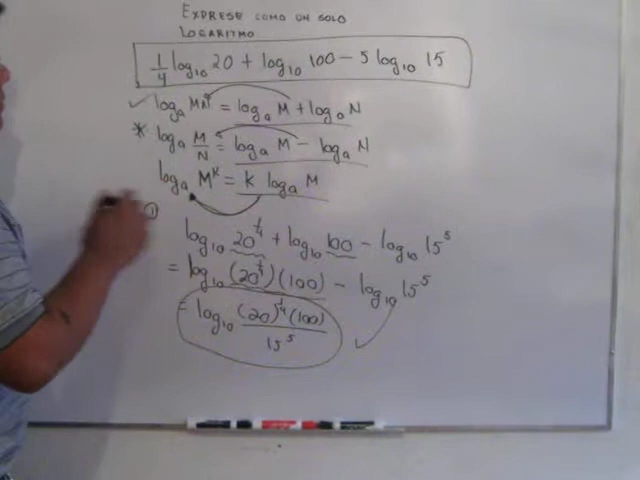 EXPRESE COMO UN SOLO
LOGARITMO
1/4 log₁₀ 20 + log₁₀ 100 − 5 log₁₀ 15
✓ logₐ MN = logₐ M + logₐ N
* logₐ M/N = logₐ M − logₐ N
logₐ Mᵏ = k logₐ M
①
log₁₀ 20^{1/4} + log₁₀ 100 − log₁₀ 15⁵
= log₁₀ (20^{1/4})(100) − log₁₀ 15⁵
= log₁₀ (20)^{1/4}(100) / 15⁵ ✓